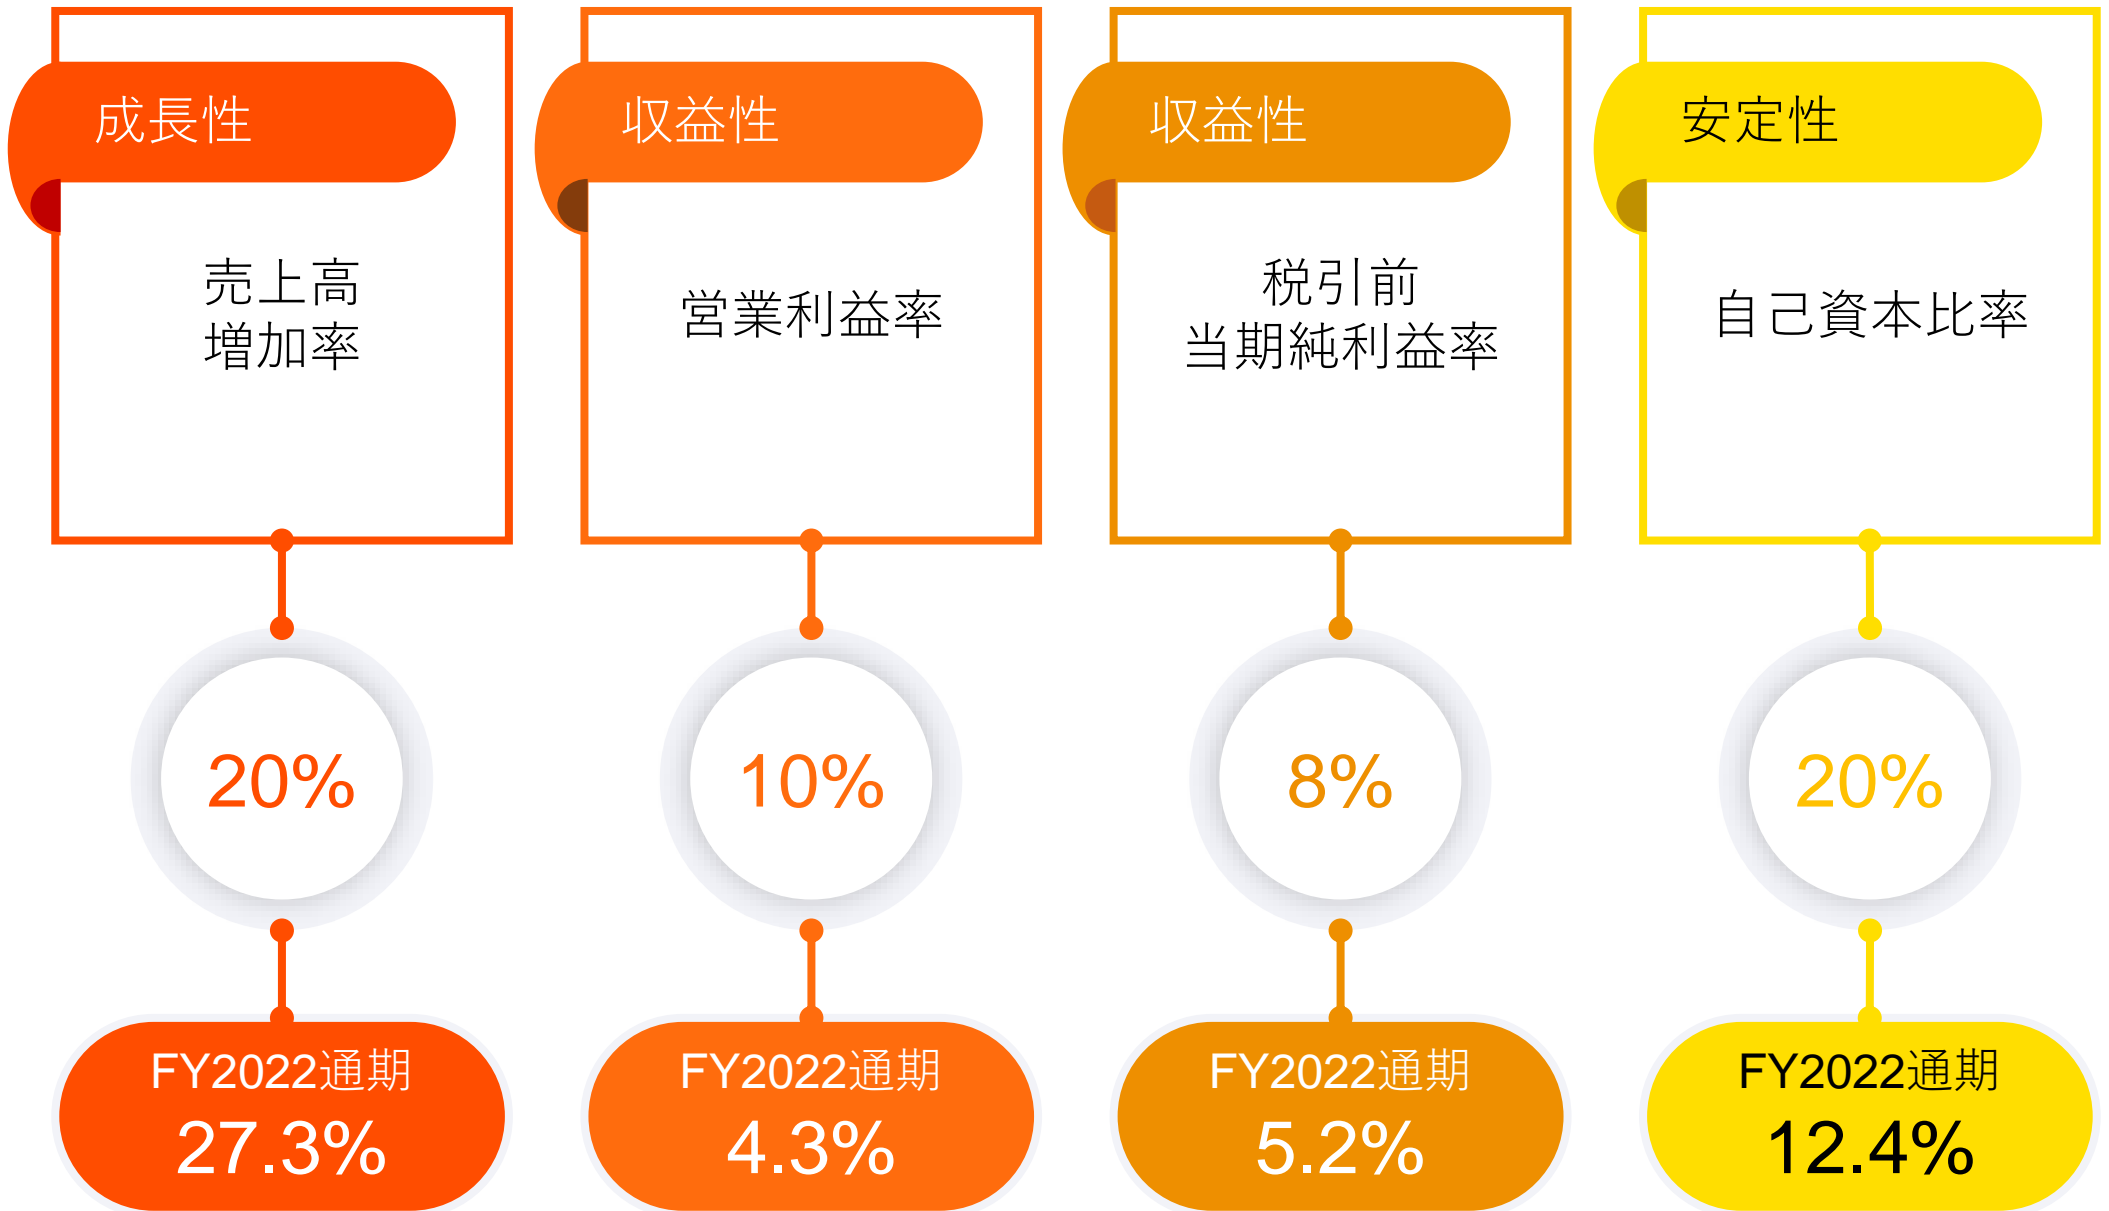 成長性
売上高
増加率
20%
FY2022通期
27.3%
収益性
営業利益率
10%
FY2022通期
4.3%
収益性
税引前
当期純利益率
8%
FY2022通期
5.2%
安定性
自己資本比率
20%
FY2022通期
12.4%